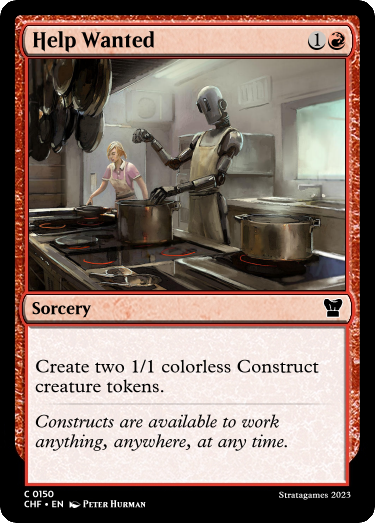 Help Wanted 1
Sorcery
Create two 1/1 colorless Construct
creature tokens.
Constructs are available to work
anything, anywhere, at any time.
C 0150
CHF • EN Peter Hurman
Stratagames 2023